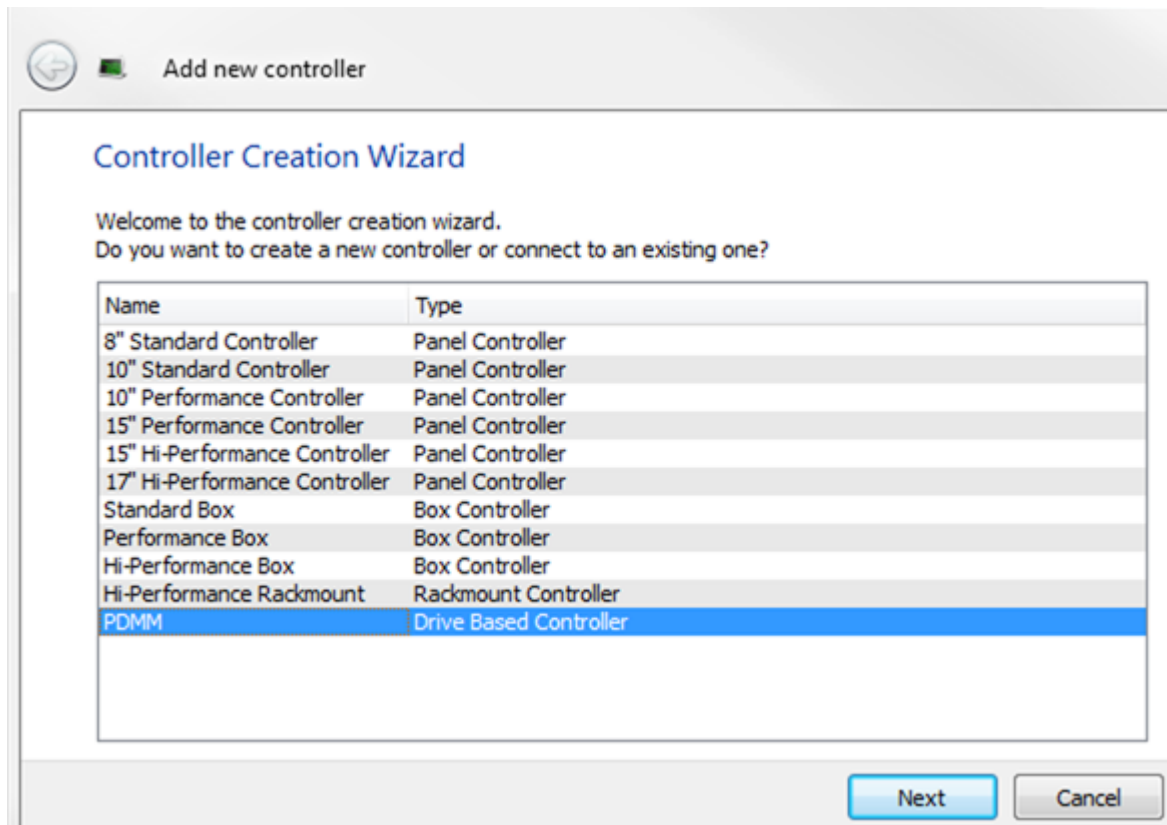 Add new controller
Controller Creation Wizard
Welcome to the controller creation wizard.
Do you want to create a new controller or connect to an existing one?
Name Type
8" Standard Controller Panel Controller
10" Standard Controller Panel Controller
10" Performance Controller Panel Controller
15" Performance Controller Panel Controller
15" Hi-Performance Controller Panel Controller
17" Hi-Performance Controller Panel Controller
Standard Box Box Controller
Performance Box Box Controller
Hi-Performance Box Box Controller
Hi-Performance Rackmount Rackmount Controller
PDMM Drive Based Controller
Next Cancel